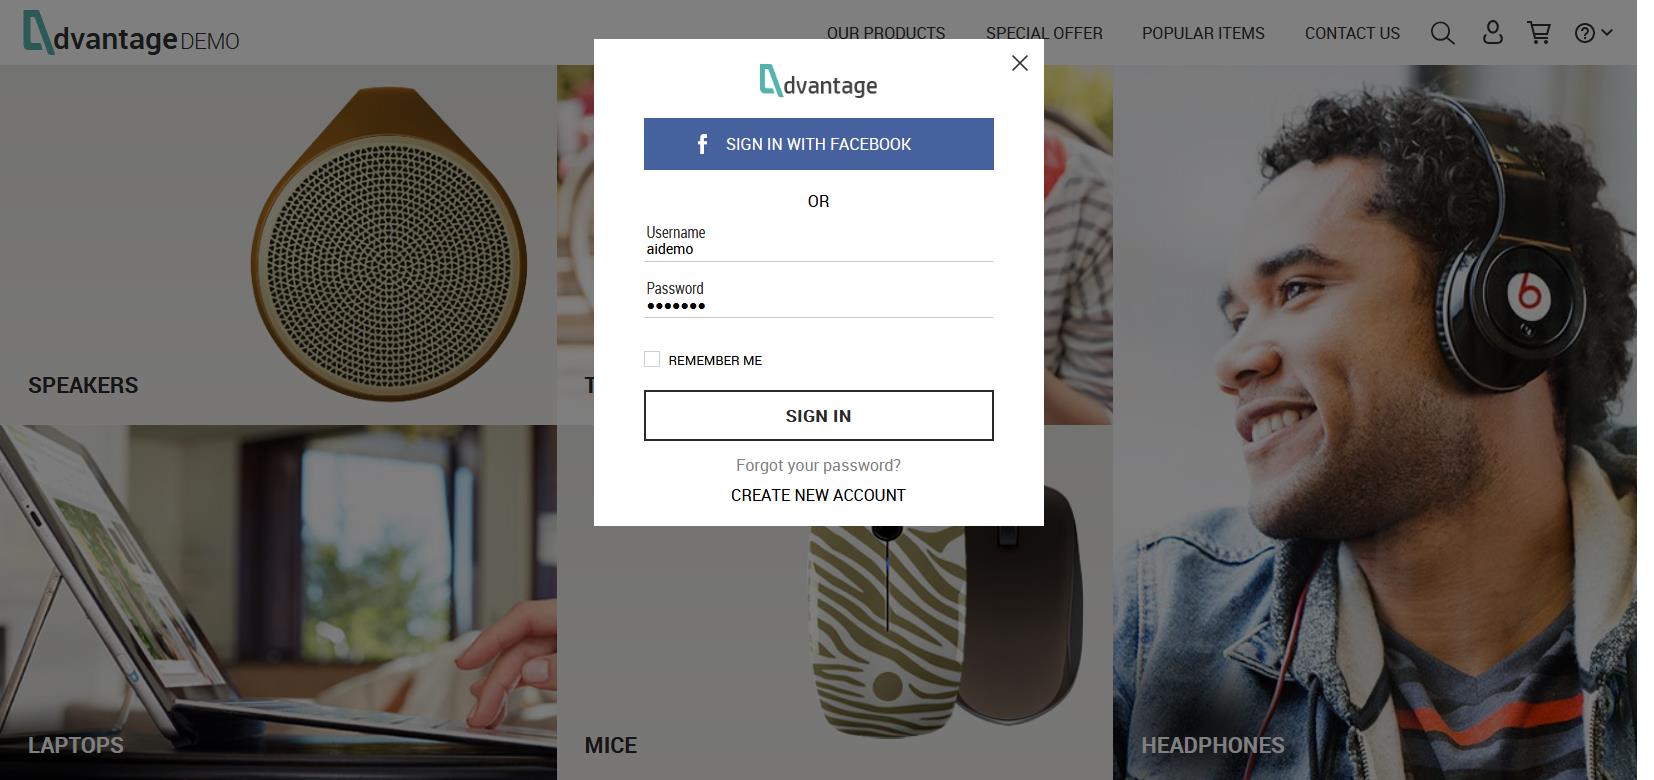 dvantage DEMO
OUR PRODUCTS SPECIAL OFFER POPULAR ITEMS CONTACT US
dvantage
SIGN IN WITH FACEBOOK
OR
Username
aidemo
Password
•••••••
REMEMBER ME
SIGN IN
Forgot your password?
CREATE NEW ACCOUNT
SPEAKERS
T
LAPTOPS
MICE
HEADPHONES